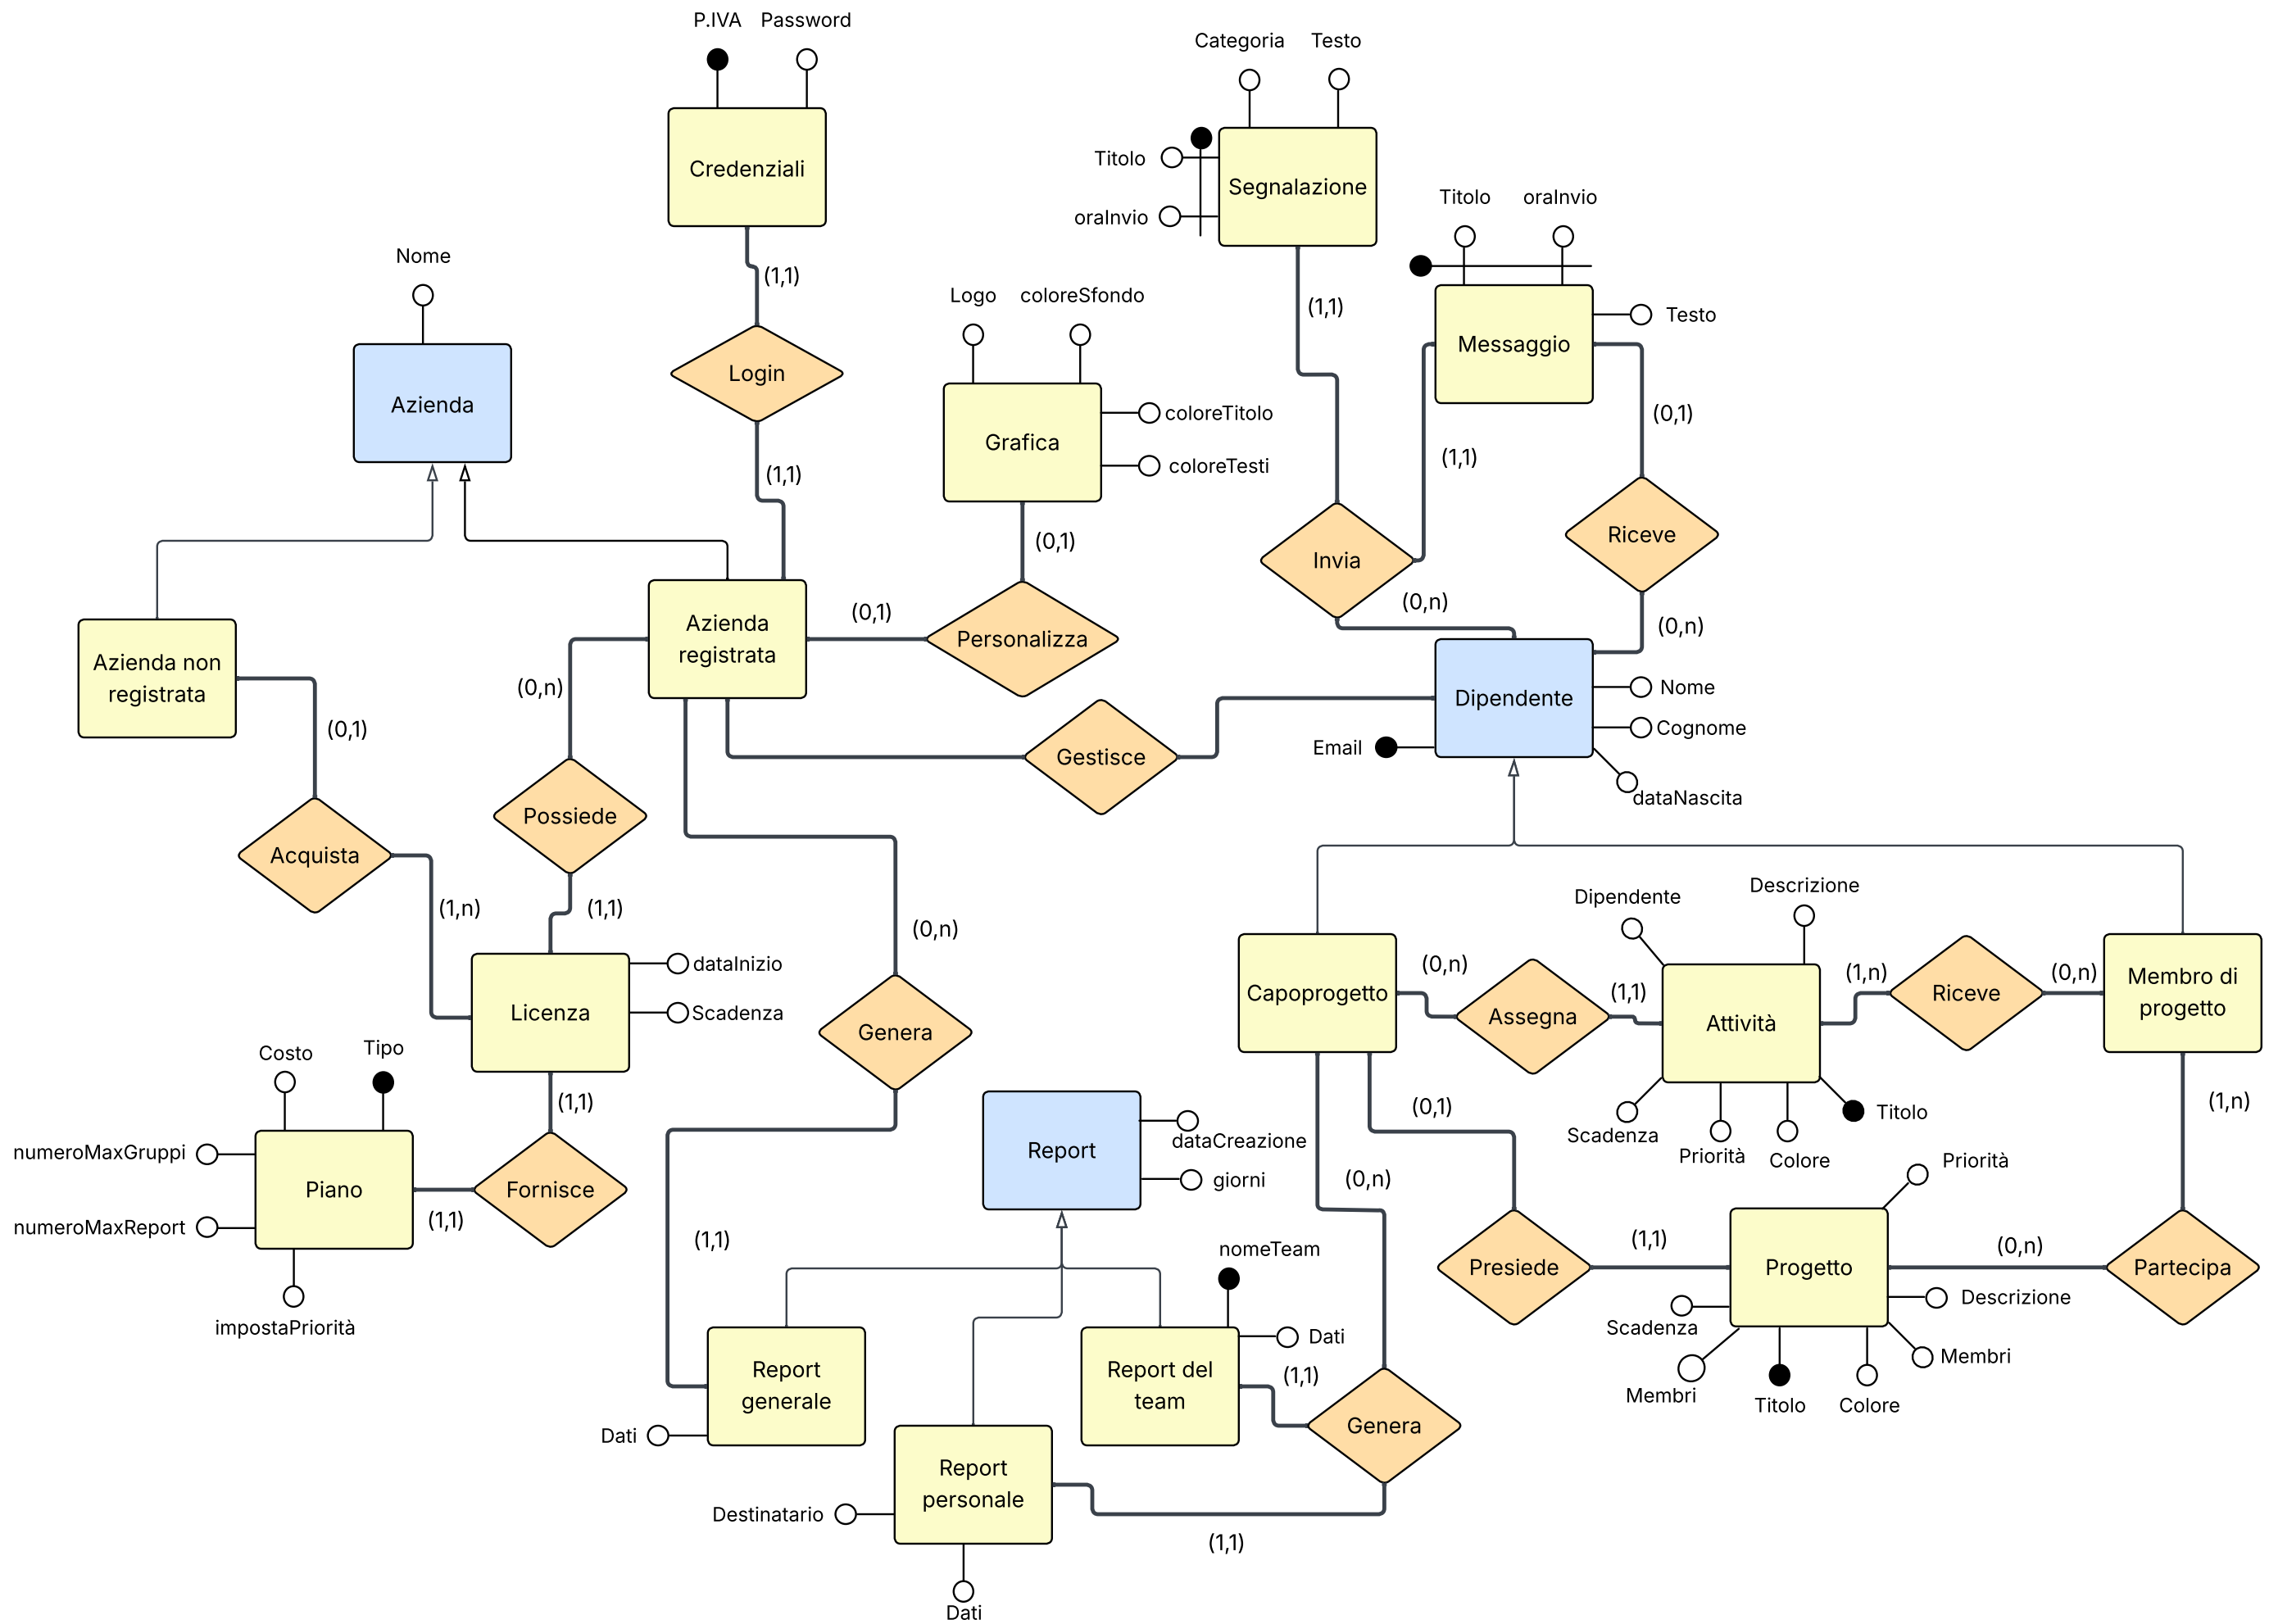 P.IVA
Password
Credenziali
(1,1)
Login
(1,1)
Nome
Azienda
Azienda non
registrata
Azienda
registrata
Logo
coloreSfondo
coloreTitolo
coloreTesti
Grafica
(0,1)
(0,1)
Personalizza
Categoria
Testo
Titolo
oraInvio
Segnalazione
(1,1)
Titolo
oraInvio
Testo
Messaggio
(1,1)
(0,1)
Invia
Riceve
(0,n)
(0,n)
Dipendente
Nome
Cognome
dataNascita
Email
Gestisce
(0,1)
Acquista
(1,n)
(0,n)
Possiede
(1,1)
Licenza
dataInizio
Scadenza
(1,1)
Fornisce
(1,1)
Costo
Tipo
numeroMaxGruppi
numeroMaxReport
Piano
impostaPriorità
(0,n)
Genera
(1,1)
Report
dataCreazione
giorni
Report
generale
Dati
Report
personale
Destinatario
Dati
nomeTeam
Dati
Report del
team
(1,1)
(1,1)
Genera
(0,n)
Capoprogetto
(0,n)
Assegna
(1,1)
Dipendente
Descrizione
Attività
Scadenza
Priorità
Colore
Titolo
(1,n)
Riceve
(0,n)
Membro di
progetto
(1,n)
(0,1)
Presiede
(1,1)
Progetto
Priorità
(0,n)
Partecipa
Descrizione
Membri
Scadenza
Membri
Titolo
Colore